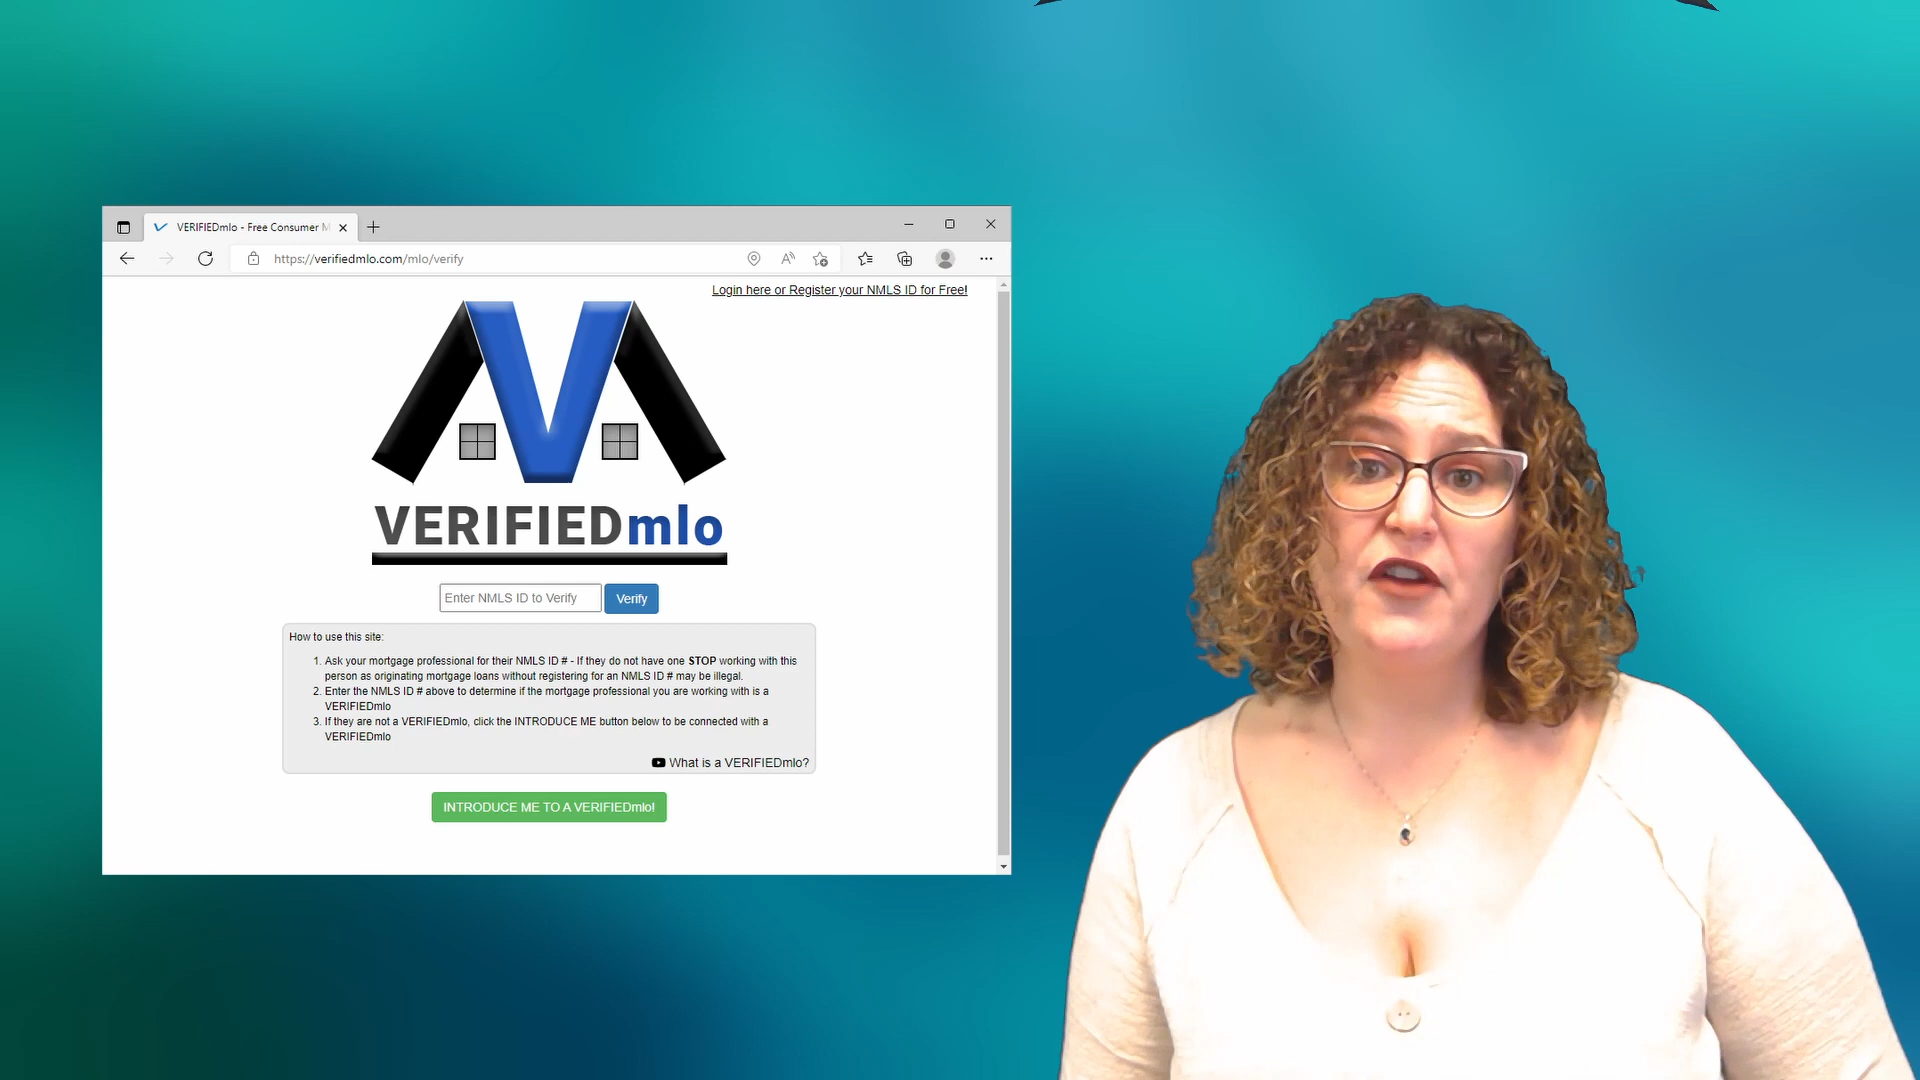 VERIFIEDmlo - Free Consumer M
https://verifiedmlo.com/mlo/verify
Login here or Register your NMLS ID for Free!
VERIFIEDmlo
Enter NMLS ID to Verify
Verify
How to use this site:
1. Ask your mortgage professional for their NMLS ID # - If they do not have one STOP working with this
person as originating mortgage loans without registering for an NMLS ID # may be illegal.
2. Enter the NMLS ID # above to determine if the mortgage professional you are working with is a
VERIFIEDmlo
3. If they are not a VERIFIEDmlo, click the INTRODUCE ME button below to be connected with a
VERIFIEDmlo
What is a VERIFIEDmlo?
INTRODUCE ME TO A VERIFIEDmlo!